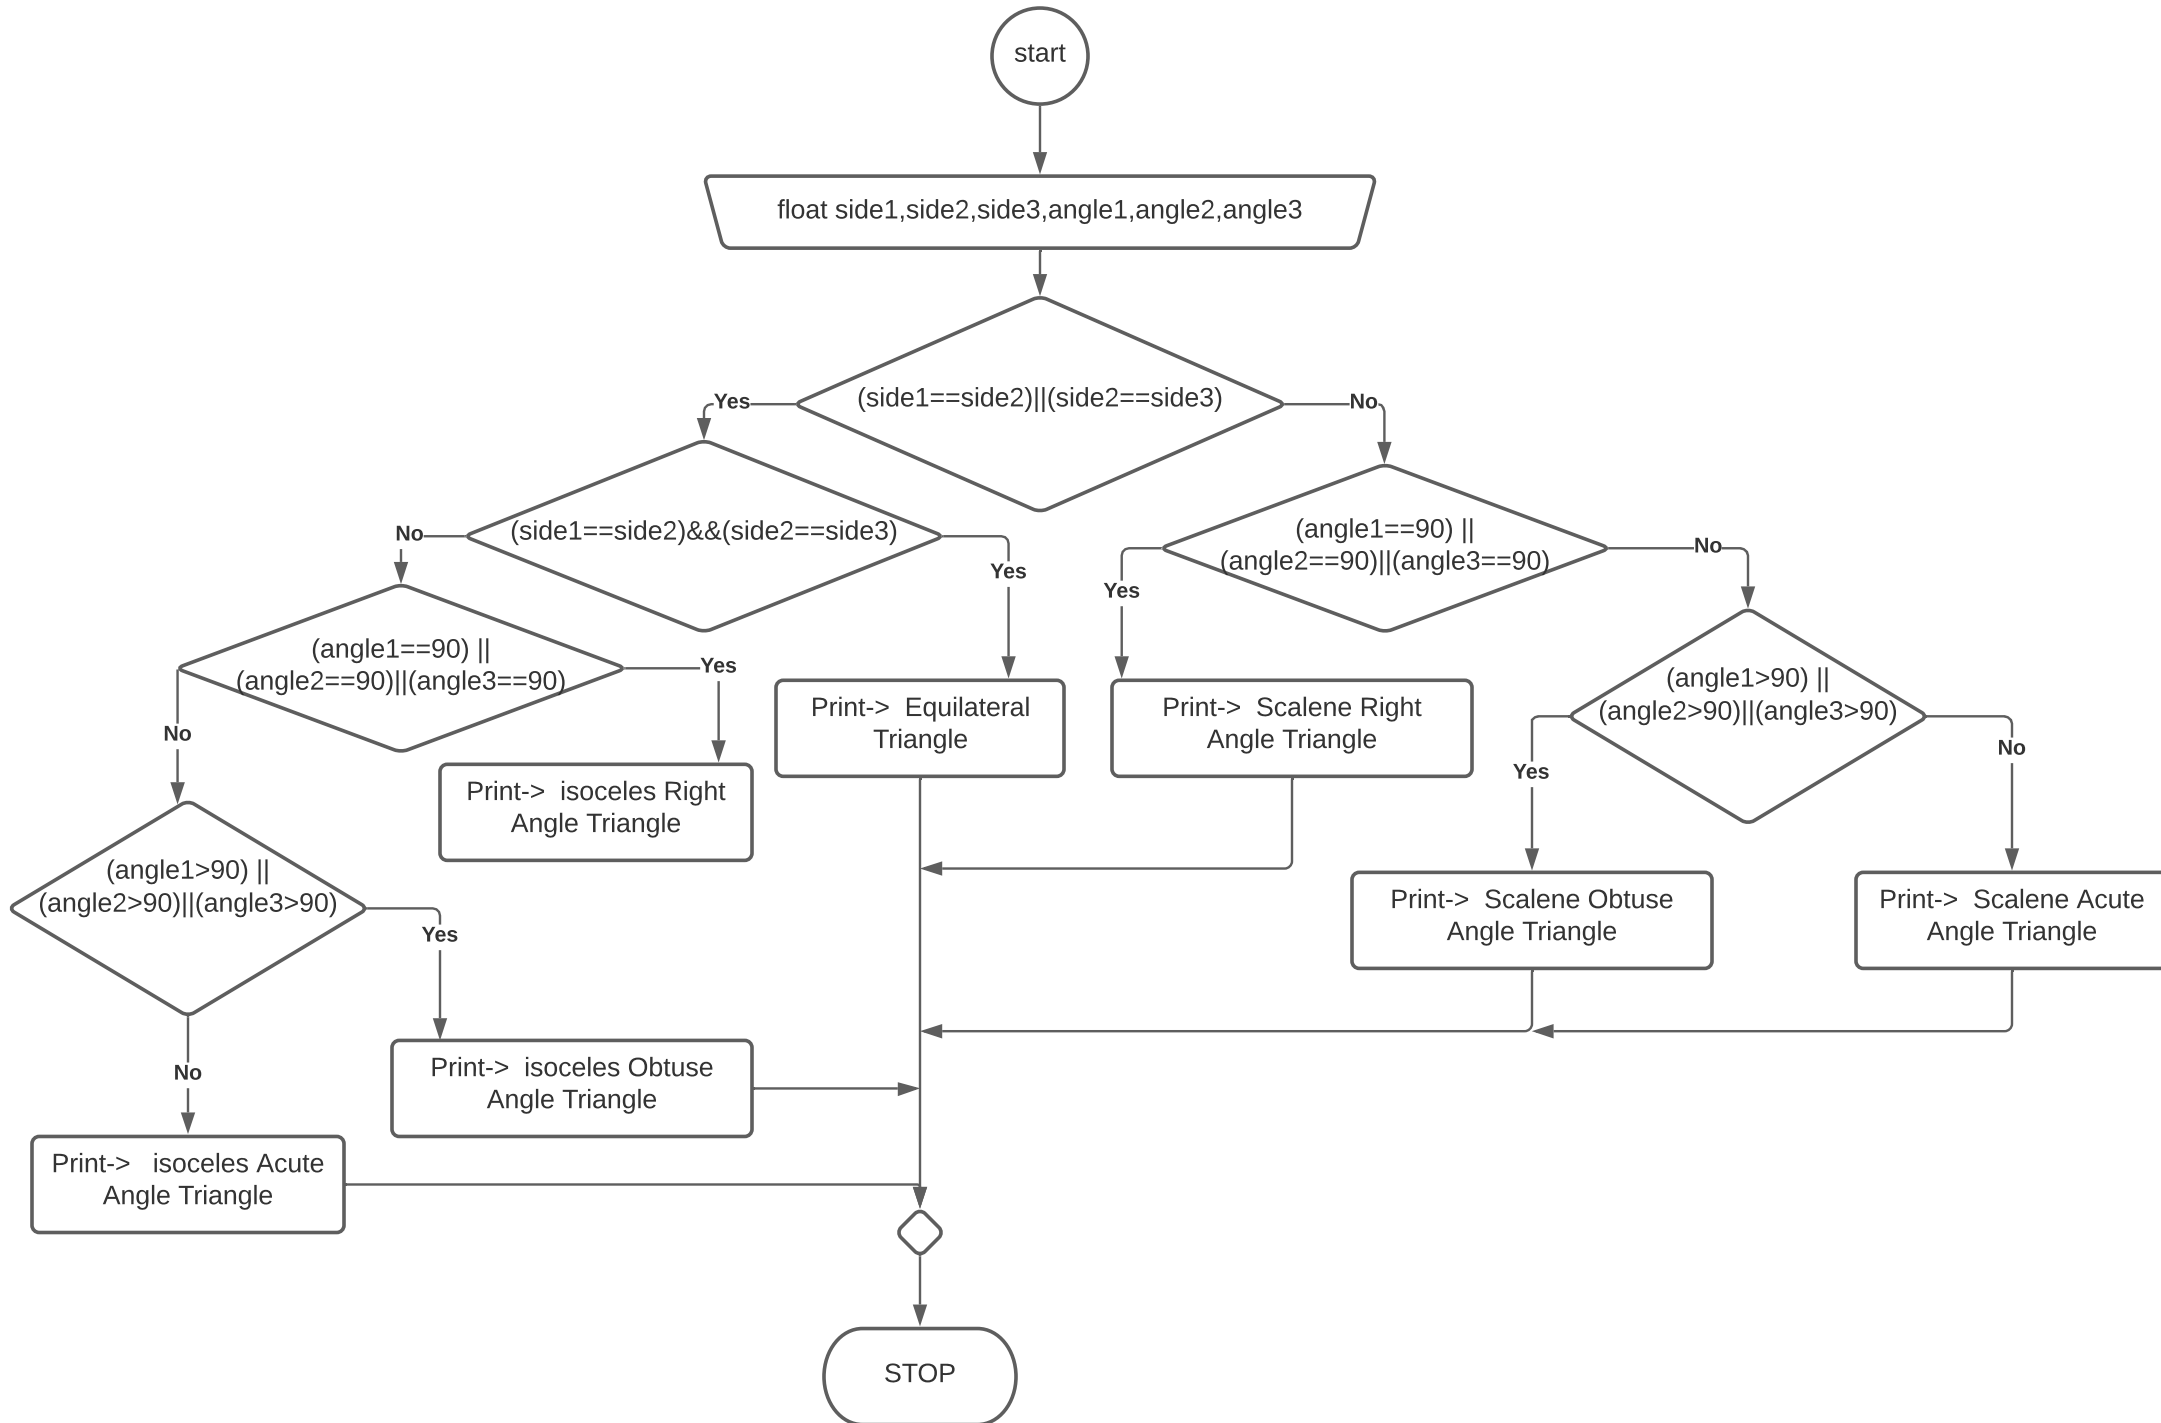 start
float side1,side2,side3,angle1,angle2,angle3
(side1==side2)||(side2==side3)
Yes
No
(side1==side2)&&(side2==side3)
No
Yes
(angle1==90) ||
(angle2==90)||(angle3==90)
Yes
No
(angle1==90) ||
(angle2==90)||(angle3==90)
Yes
No
(angle1>90) ||
(angle2>90)||(angle3>90)
Yes
No
Print->  Equilateral
Triangle
Print->  Scalene Right
Angle Triangle
Print->  isoceles Right
Angle Triangle
(angle1>90) ||
(angle2>90)||(angle3>90)
Yes
No
Print->  Scalene Obtuse
Angle Triangle
Print->  Scalene Acute
Angle Triangle
Print->  isoceles Obtuse
Angle Triangle
Print->   isoceles Acute
Angle Triangle
STOP